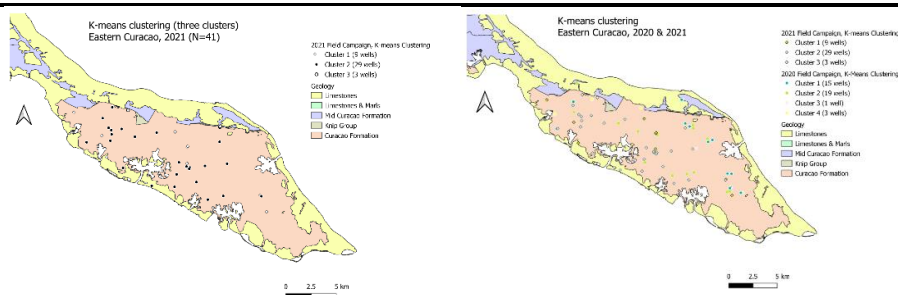 K-means clustering (three clusters)
Eastern Curacao, 2021 (N=41)
2021 Field Campaign, K-means Clustering
Cluster 1 (9 wells)
Cluster 2 (29 wells)
Cluster 3 (3 wells)
Geology
Limestones
Limestones & Marls
Mid Curacao Formation
Knip Group
Curacao Formation
0 2.5 5 km
K-means clustering
Eastern Curacao, 2020 & 2021
2021 Field Campaign, K-means Clustering
Cluster 1 (9 wells)
Cluster 2 (29 wells)
Cluster 3 (3 wells)
2020 Field Campaign, K-Means Clustering
Cluster 1 (15 wells)
Cluster 2 (19 wells)
Cluster 3 (1 well)
Cluster 4 (3 wells)
Geology
Limestones
Limestones & Marls
Mid Curacao Formation
Knip Group
Curacao Formation
0 2.5 5 km